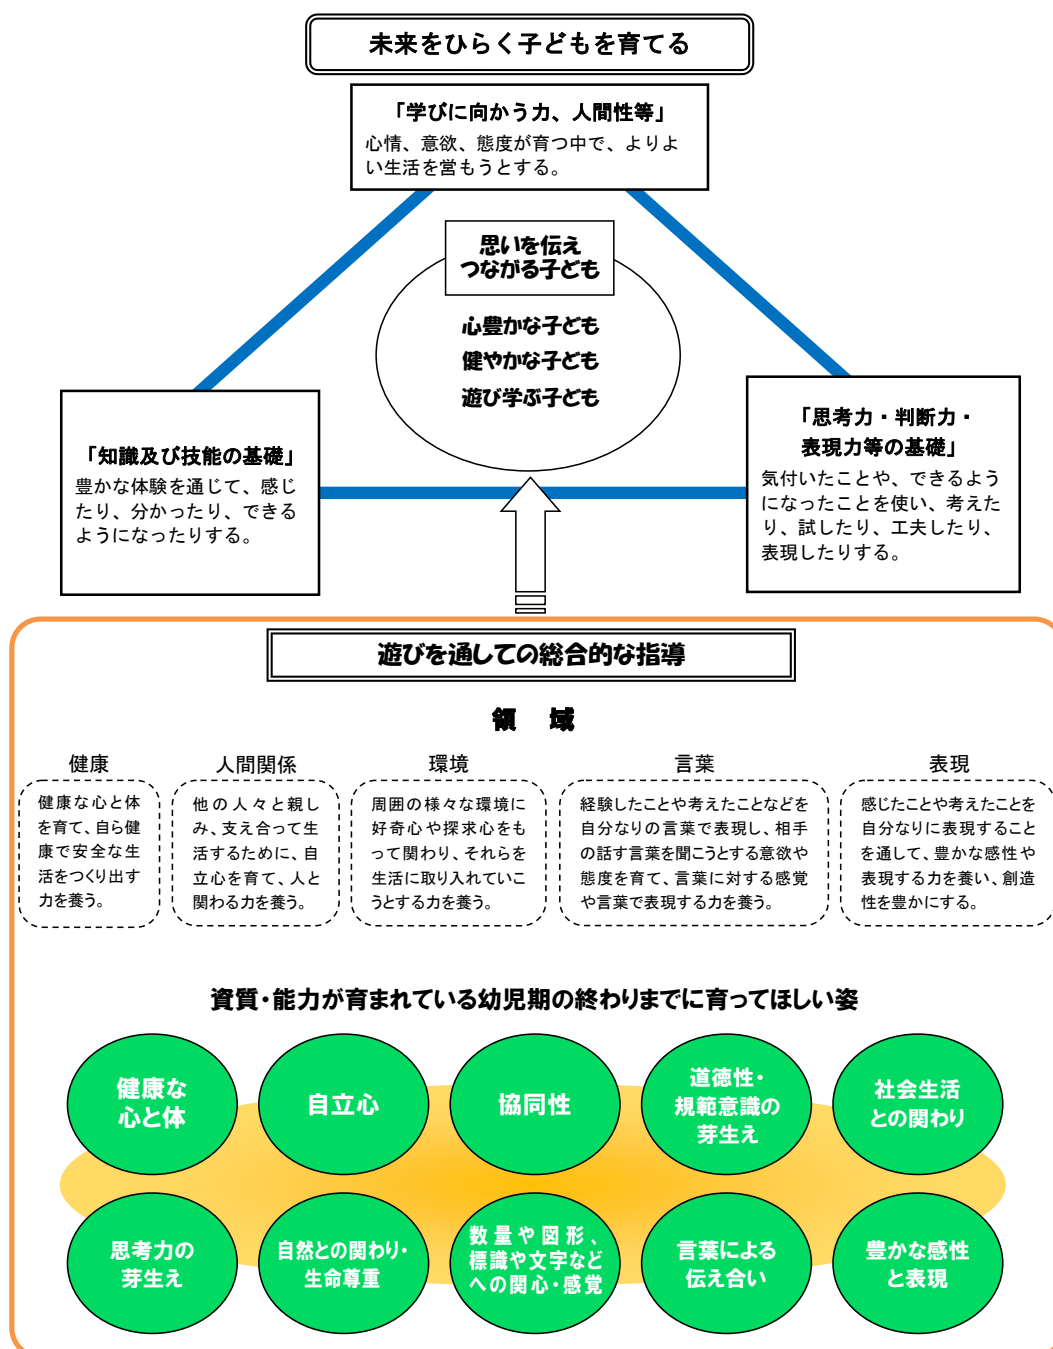 未来をひらく子どもを育てる
「学びに向かう力、人間性等」
心情、意欲、態度が育つ中で、よりよ
い生活を営もうとする。
思いを伝え
つながる子ども
心豊かな子ども
健やかな子ども
遊び学ぶ子ども
「知識及び技能の基礎」
豊かな体験を通じて、感じ
たり、分かったり、できる
ようになったりする。
「思考力・判断力・
表現力等の基礎」
気付いたことや、できるよう
になったことを使い、考えた
り、試したり、工夫したり、
表現したりする。
遊びを通しての総合的な指導
領 域
健康
健康な心と体
を育て、自ら健
康で安全な生
活をつくり出す
力を養う。
人間関係
他の人々と親し
み、支え合って生
活するために、自
立心を育て、人と
関わる力を養う。
環境
周囲の様々な環境に
好奇心や探求心をも
って関わり、それらを
生活に取り入れていこ
うとする力を養う。
言葉
経験したことや考えたことなどを
自分なりの言葉で表現し、相手
の話す言葉を聞こうとする意欲や
態度を育て、言葉に対する感覚
や言葉で表現する力を養う。
表現
感じたことや考えたことを
自分なりに表現すること
を通して、豊かな感性や
表現する力を養い、創造
性を豊かにする。
資質・能力が育まれている幼児期の終わりまでに育ってほしい姿
健康な
心と体
自立心
協同性
道徳性・
規範意識の
芽生え
社会生活
との関わり
思考力の
芽生え
自然との関わり・
生命尊重
数量や図形、
標識や文字など
への関心・感覚
言葉による
伝え合い
豊かな感性
と表現